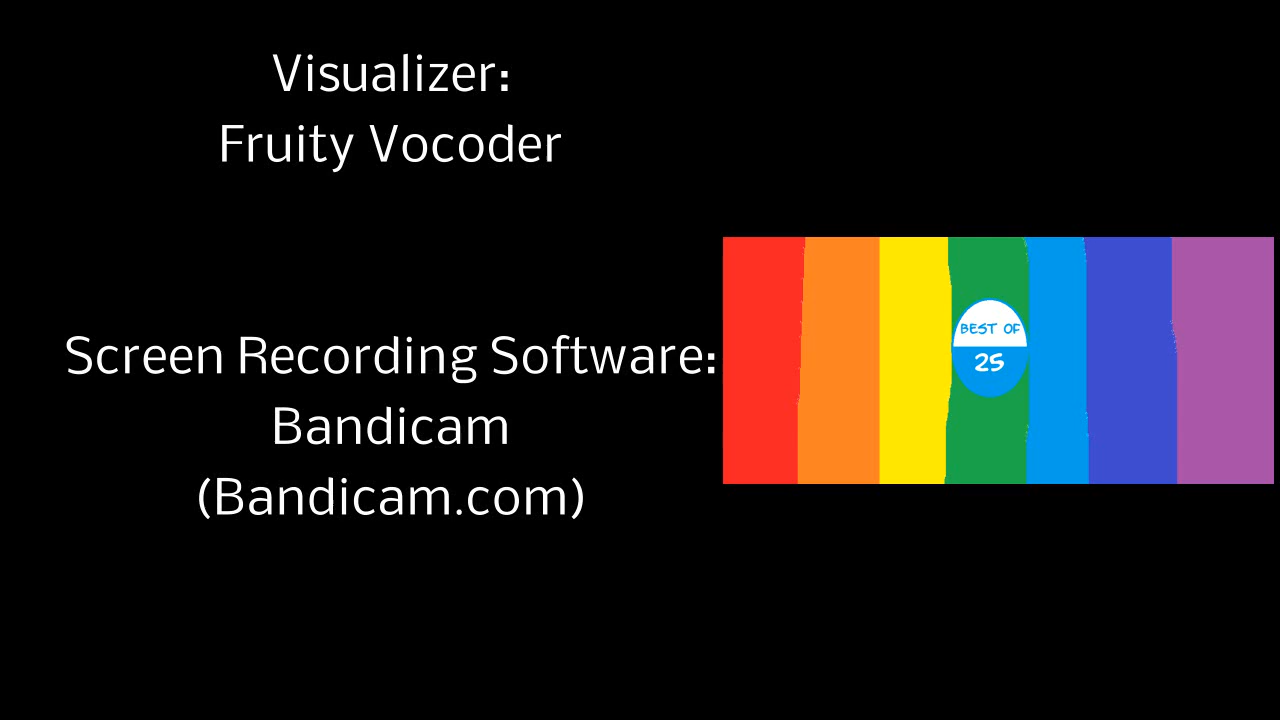 Visualizer:
Fruity Vocoder
Screen Recording Software:
Bandicam
(Bandicam.com)
BEST OF
25